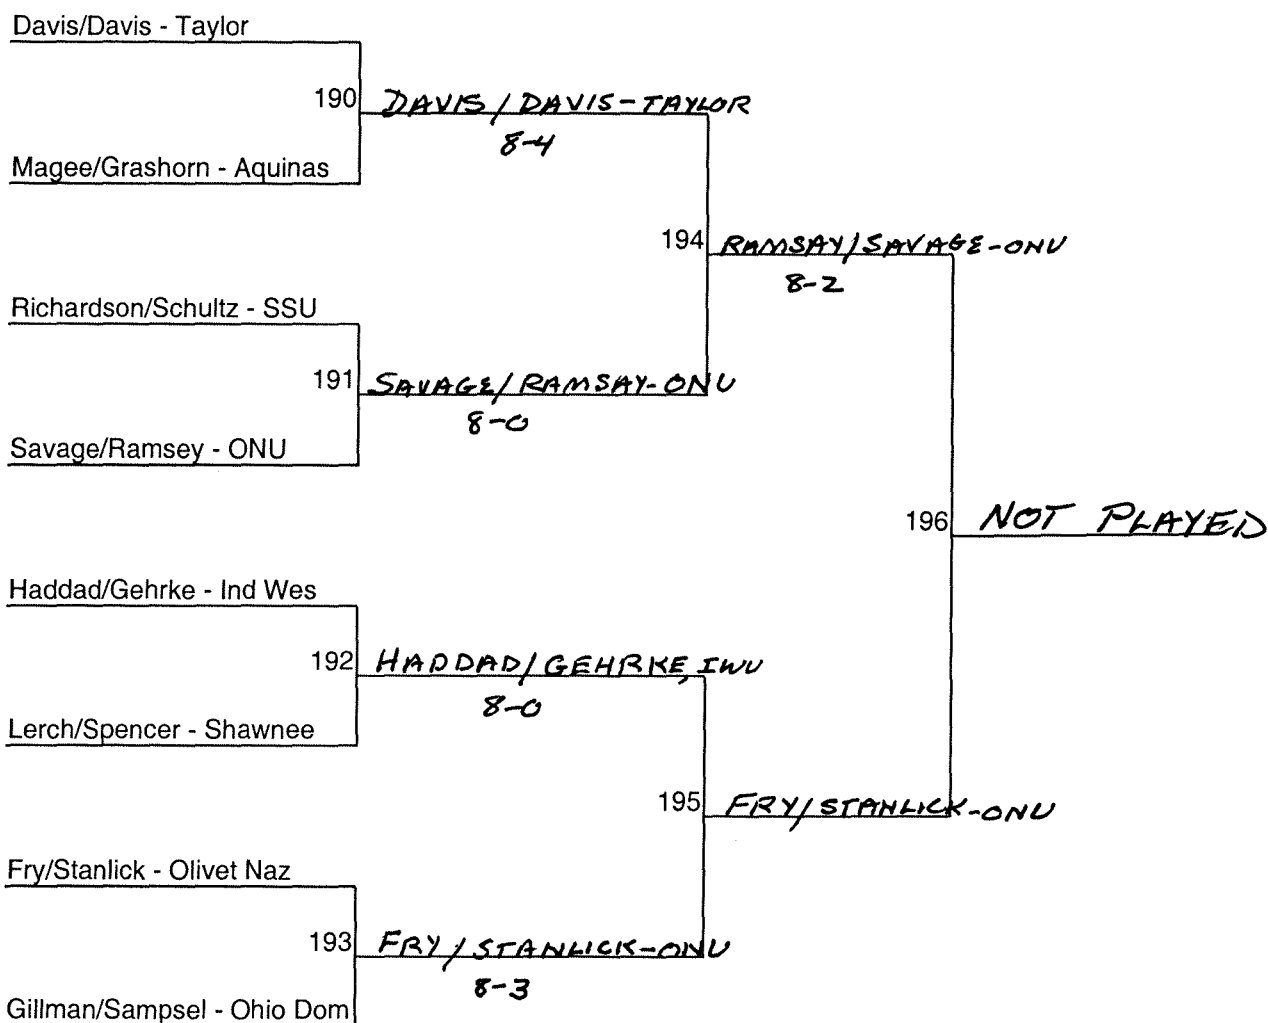 Davis/Davis - Taylor
190 DAVIS/DAVIS-TAYLOR
8-4
Magee/Grashorn - Aquinas
194 RAMSAY/SAVAGE-ONU
8-2
Richardson/Schultz - SSU
191 SAVAGE/RAMSAY-ONU
8-0
Savage/Ramsey - ONU
196 NOT PLAYED
Haddad/Gehrke - Ind Wes
192 HADDAD/GEHRKE, IWU
8-0
Lerch/Spencer - Shawnee
195 FRY/STANLICK-ONU
Fry/Stanlick - Olivet Naz
193 FRY/STANLICK-ONU
8-3
Gillman/Sampsel - Ohio Dom